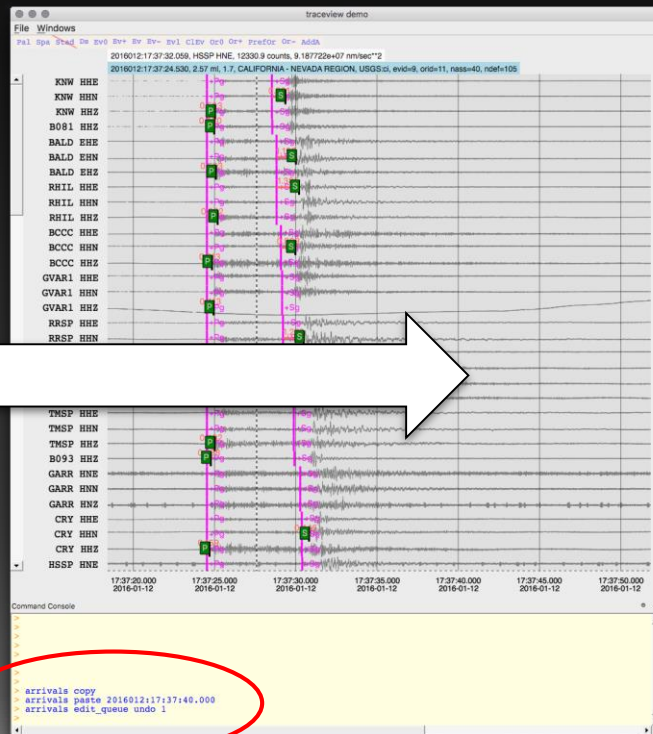 traceview demo
File Windows
Pal Spa Stad Dm Ev0 Ev+ Ev Ev- Ev1 ClEv Or0 Or+ PrefOr Or- AddA
2016012:17:37:32.059, HSSP HNE, 12330.9 counts, 9.187722e+07 nm/sec**2
2016012:17:37:24.530, 2.57 ml, 1.7, CALIFORNIA - NEVADA REGION, USGS:ci, evid=9, orid=11, nass=40, ndef=105
KNW HHE
KNW HHN
KNW HHZ
B081 HHZ
BALD EHE
BALD EHN
BALD EHZ
RHIL HHE
RHIL HHN
RHIL HHZ
BCCC HHE
BCCC HHN
BCCC HHZ
GVAR1 HHE
GVAR1 HHN
GVAR1 HHZ
RRSP HHE
RRSP HHN
TMSP HHE
TMSP HHN
TMSP HHZ
B093 HHZ
GARR HNE
GARR HNN
GARR HNZ
CRY HHE
CRY HHN
CRY HHZ
HSSP HNE
17:37:20.000 17:37:25.000 17:37:30.000 17:37:35.000 17:37:40.000 17:37:45.000 17:37:50.000
2016-01-12 2016-01-12 2016-01-12 2016-01-12 2016-01-12 2016-01-12 2016-01-12
Command Console
> arrivals copy
> arrivals paste 2016012:17:37:40.000
> arrivals edit_queue undo 1
>